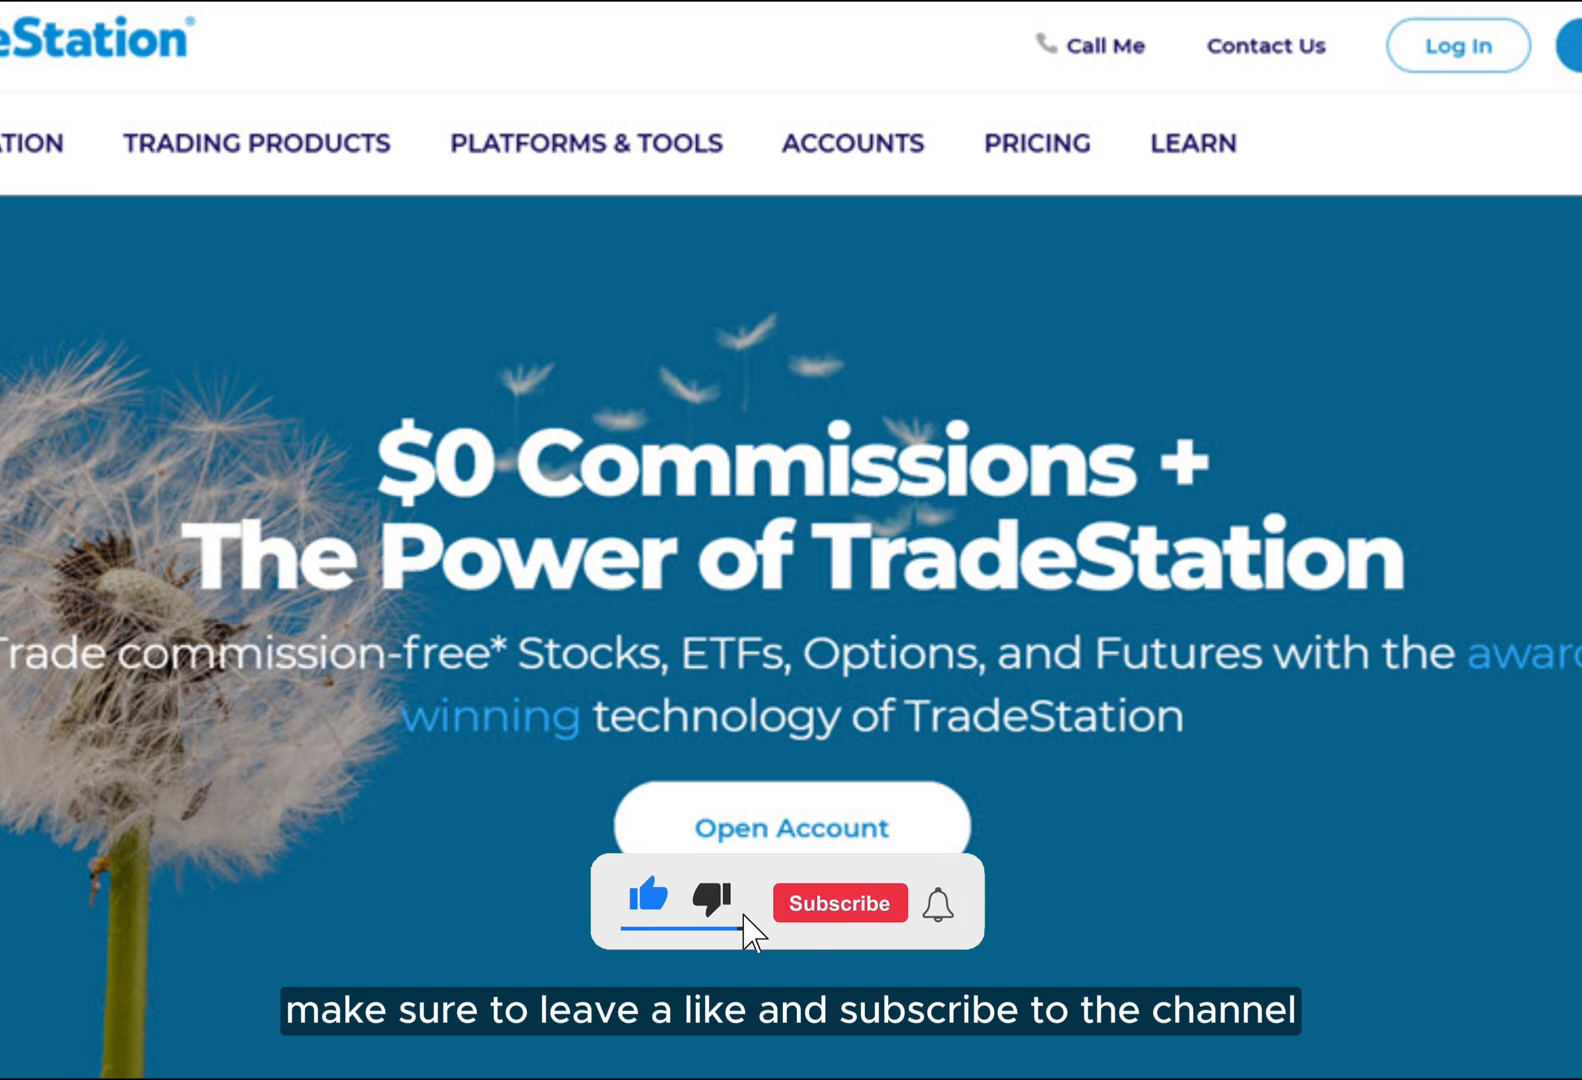 eStation®
Call Me
Contact Us
Log In
TION
TRADING PRODUCTS
PLATFORMS & TOOLS
ACCOUNTS
PRICING
LEARN
$0 Commissions +
The Power of TradeStation
Trade commission-free* Stocks, ETFs, Options, and Futures with the awar
winning technology of TradeStation
Open Account
Subscribe
make sure to leave a like and subscribe to the channel